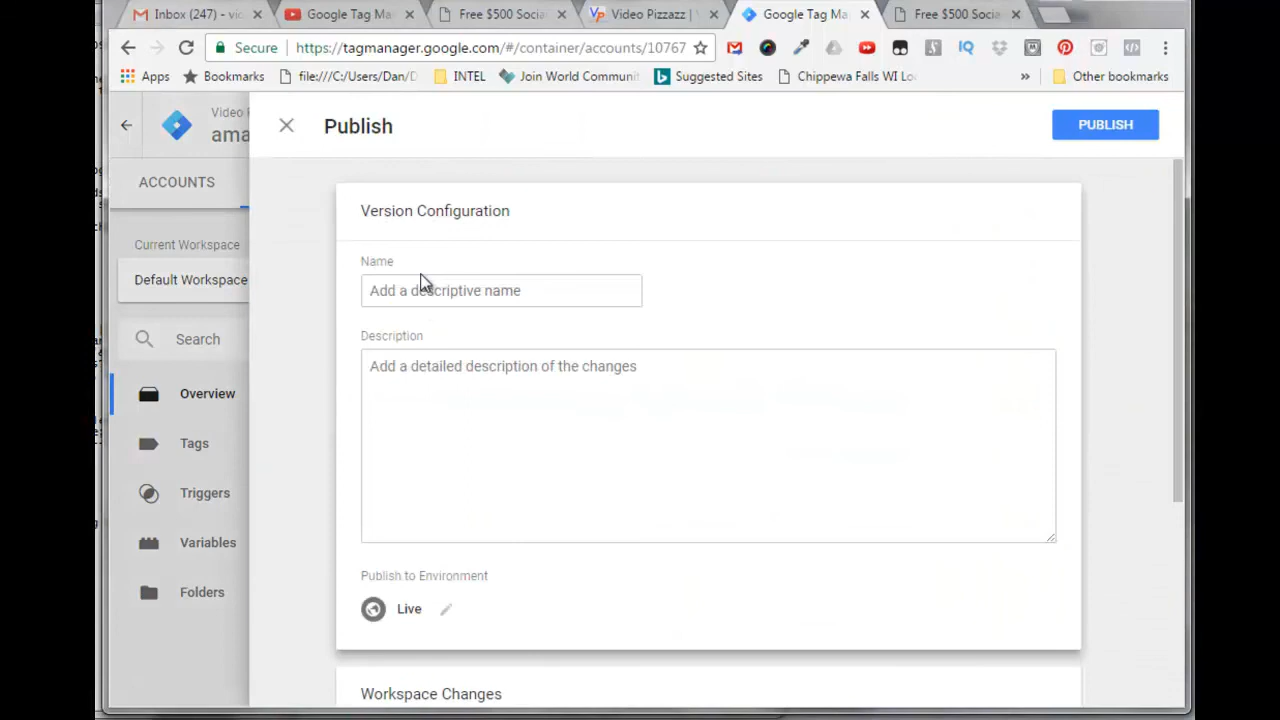 Inbox (247) - vic
Google Tag Ma
Free $500 Socia
Video Pizzazz | V
Google Tag Ma
Free $500 Socia
Secure
https://tagmanager.google.com/#/container/accounts/10767
Apps
Bookmarks
file:///C:/Users/Dan/D
INTEL
Join World Communit
Suggested Sites
Chippewa Falls WI Loc
»
Other bookmarks
Video
ama
Publish
PUBLISH
ACCOUNTS
Version Configuration
Current Workspace
Name
Default Workspace
Add a descriptive name
Description
Search
Add a detailed description of the changes
Overview
Tags
Triggers
Variables
Publish to Environment
Folders
Live
Workspace Changes